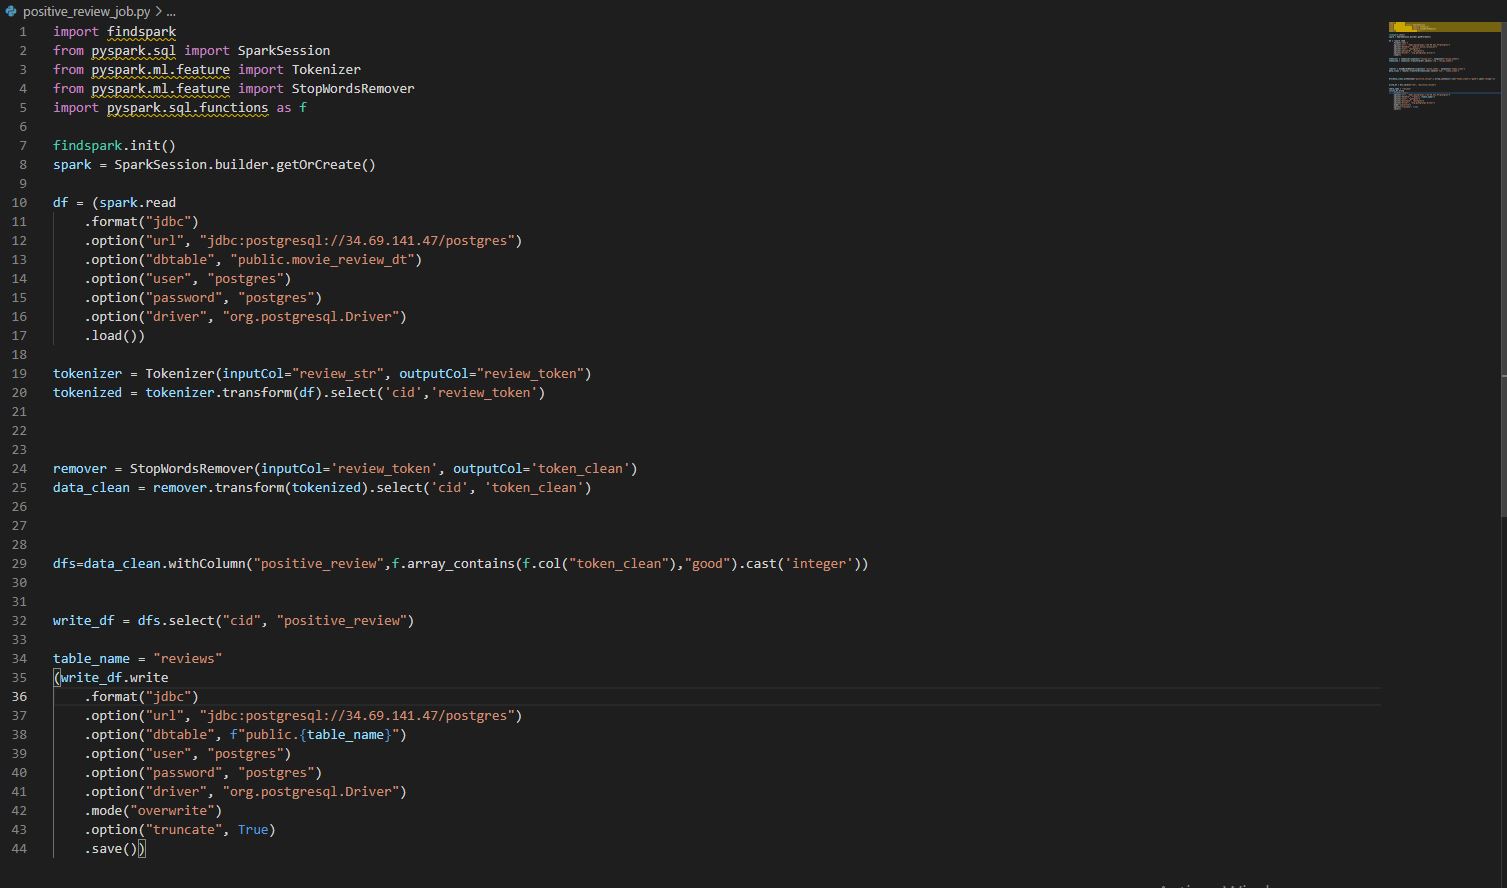 positive_review_job.py > ...
1 import findspark
2 from pyspark.sql import SparkSession
3 from pyspark.ml.feature import Tokenizer
4 from pyspark.ml.feature import StopWordsRemover
5 import pyspark.sql.functions as f
6
7 findspark.init()
8 spark = SparkSession.builder.getOrCreate()
9
10 df = (spark.read
11     .format("jdbc")
12     .option("url", "jdbc:postgresql://34.69.141.47/postgres")
13     .option("dbtable", "public.movie_review_dt")
14     .option("user", "postgres")
15     .option("password", "postgres")
16     .option("driver", "org.postgresql.Driver")
17     .load())
18
19 tokenizer = Tokenizer(inputCol="review_str", outputCol="review_token")
20 tokenized = tokenizer.transform(df).select('cid','review_token')
21
22
23
24 remover = StopWordsRemover(inputCol='review_token', outputCol='token_clean')
25 data_clean = remover.transform(tokenized).select('cid', 'token_clean')
26
27
28
29 dfs=data_clean.withColumn("positive_review",f.array_contains(f.col("token_clean"),"good").cast('integer'))
30
31
32 write_df = dfs.select("cid", "positive_review")
33
34 table_name = "reviews"
35 (write_df.write
36     .format("jdbc")
37     .option("url", "jdbc:postgresql://34.69.141.47/postgres")
38     .option("dbtable", f"public.{table_name}")
39     .option("user", "postgres")
40     .option("password", "postgres")
41     .option("driver", "org.postgresql.Driver")
42     .mode("overwrite")
43     .option("truncate", True)
44     .save())